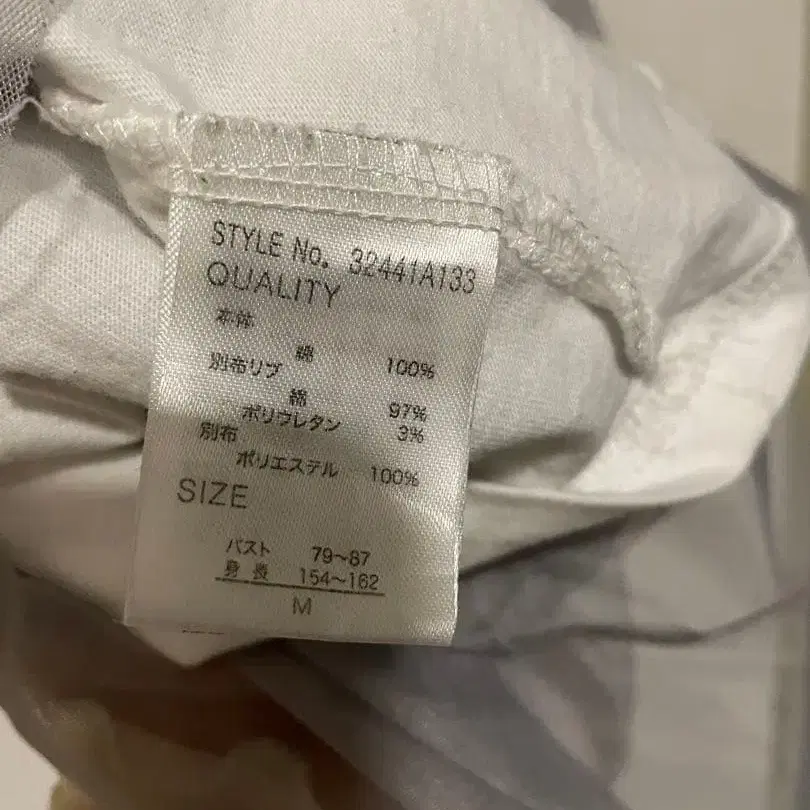 STYLE No. 32441A133
QUALITY
本体
綿 100%
別布リブ
綿 97%
ポリウレタン 3%
別布
ポリエステル 100%
SIZE
バスト 79~87
身長 154~162
M